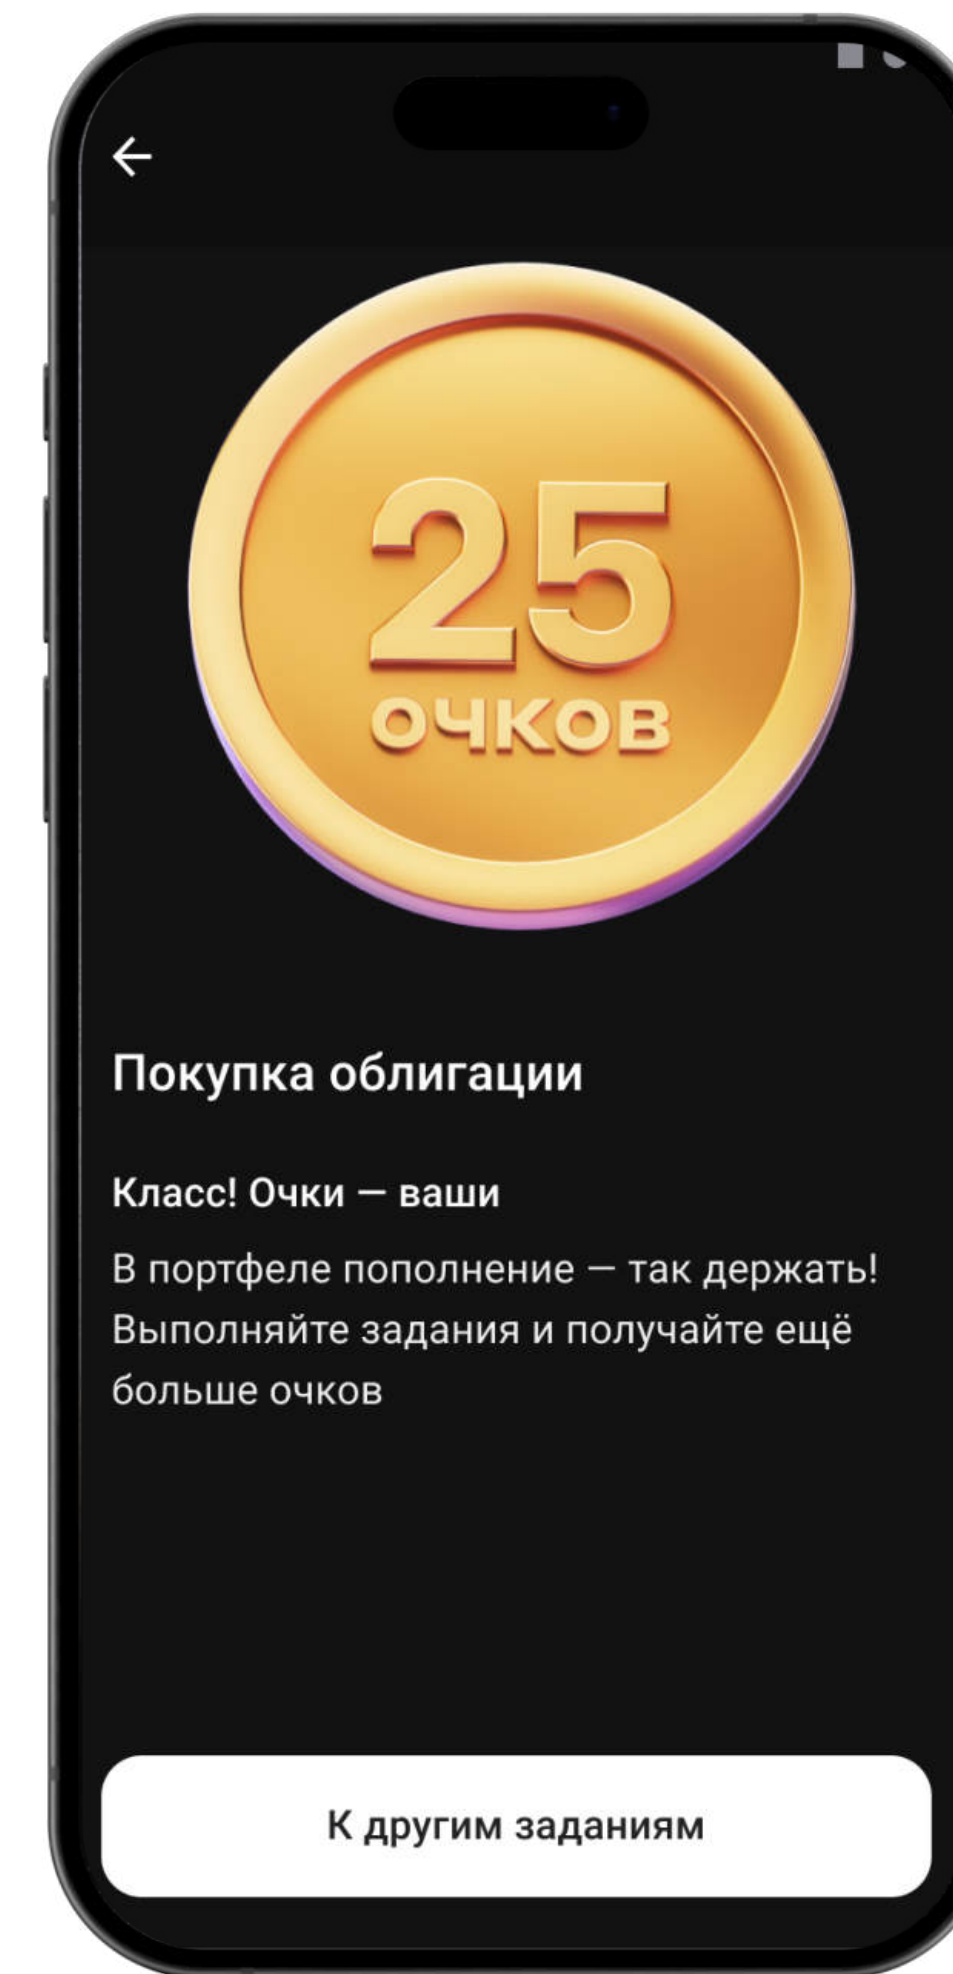 25
ОЧКОВ
Покупка облигации
Класс! Очки — ваши
В портфеле пополнение — так держать!
Выполняйте задания и получайте ещё
больше очков
К другим заданиям